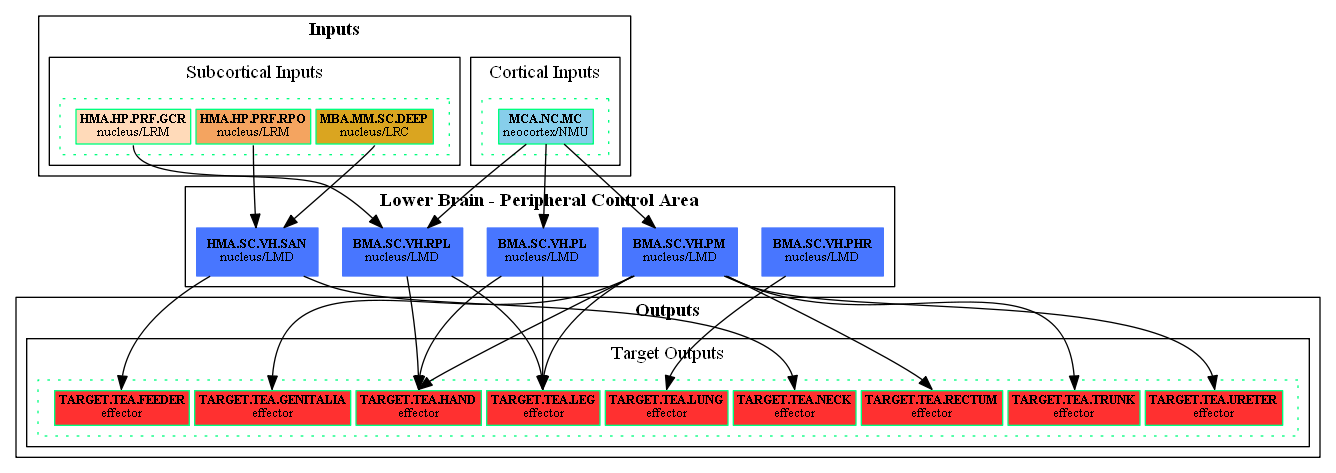 Inputs
Subcortical Inputs
Cortical Inputs
HMA.HP.PRF.GCR
nucleus/LRM
HMA.HP.PRF.RPO
nucleus/LRM
MBA.MM.SC.DEEP
nucleus/LRC
MCA.NC.MC
neocortex/NMU
Lower Brain - Peripheral Control Area
HMA.SC.VH.SAN
nucleus/LMD
BMA.SC.VH.RPL
nucleus/LMD
BMA.SC.VH.PL
nucleus/LMD
BMA.SC.VH.PM
nucleus/LMD
BMA.SC.VH.PHR
nucleus/LMD
Outputs
Target Outputs
TARGET.TEA.FEEDER
effector
TARGET.TEA.GENITALIA
effector
TARGET.TEA.HAND
effector
TARGET.TEA.LEG
effector
TARGET.TEA.LUNG
effector
TARGET.TEA.NECK
effector
TARGET.TEA.RECTUM
effector
TARGET.TEA.TRUNK
effector
TARGET.TEA.URETER
effector